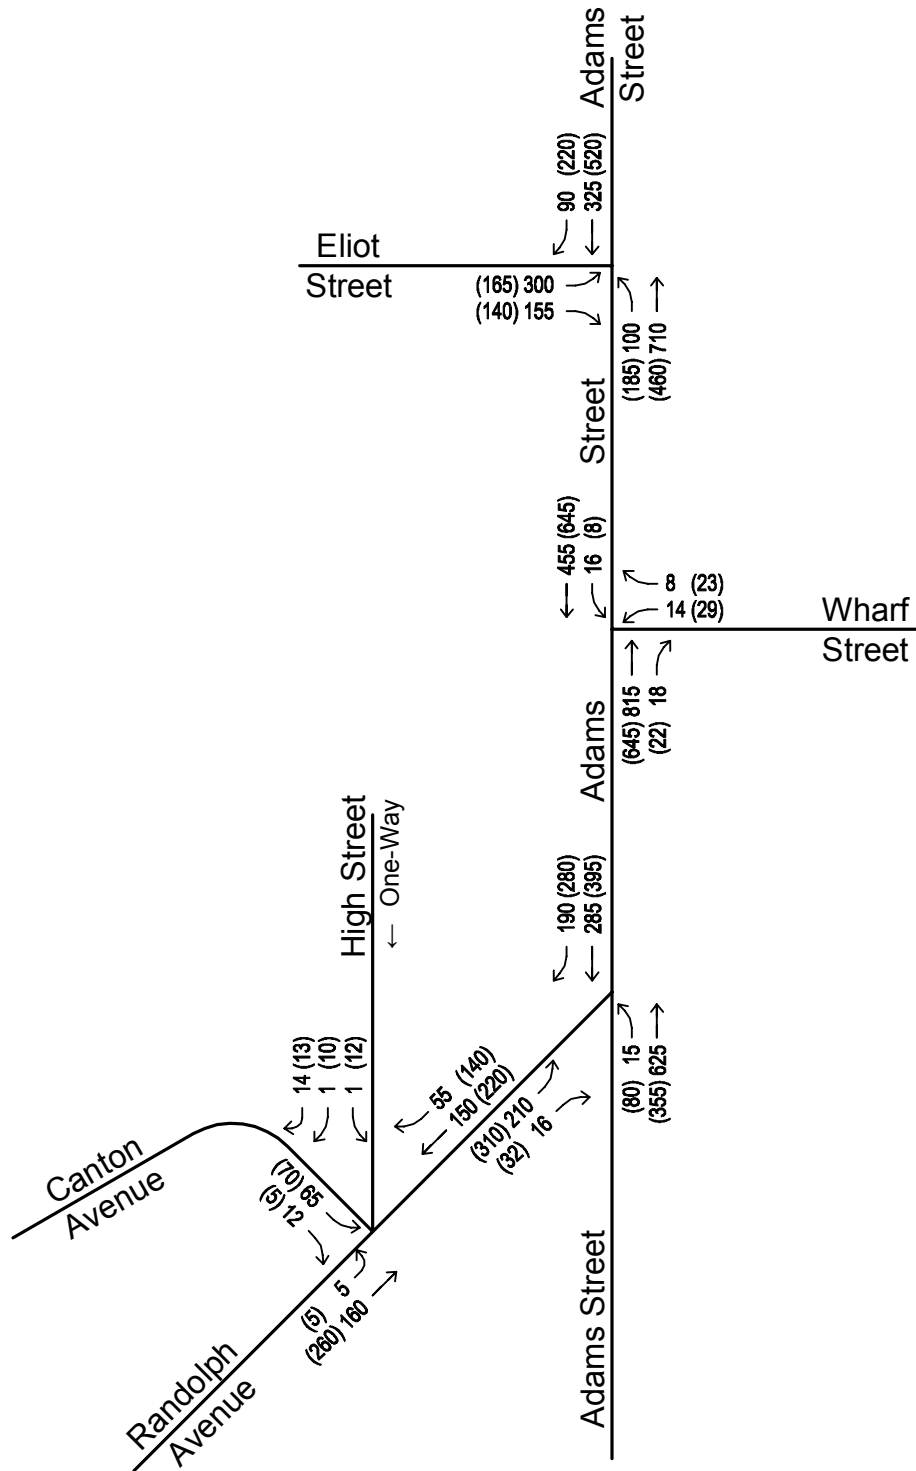 Adams
Street
90 (220)
325 (520)
Eliot
Street
(165) 300
(140) 155
(185) 100
(460) 710
Street
455 (645)
16 (8)
8 (23)
14 (29)
Wharf
Street
(645) 815
(22) 18
Adams
High Street
← One-Way
190 (280)
285 (395)
14 (13)
1 (10)
1 (12)
55 (140)
150 (220)
(310) 210
(32) 16
(80) 15
(355) 625
Canton
Avenue
(70) 65
(5) 12
(5) 5
(260) 160
Randolph
Avenue
Adams Street